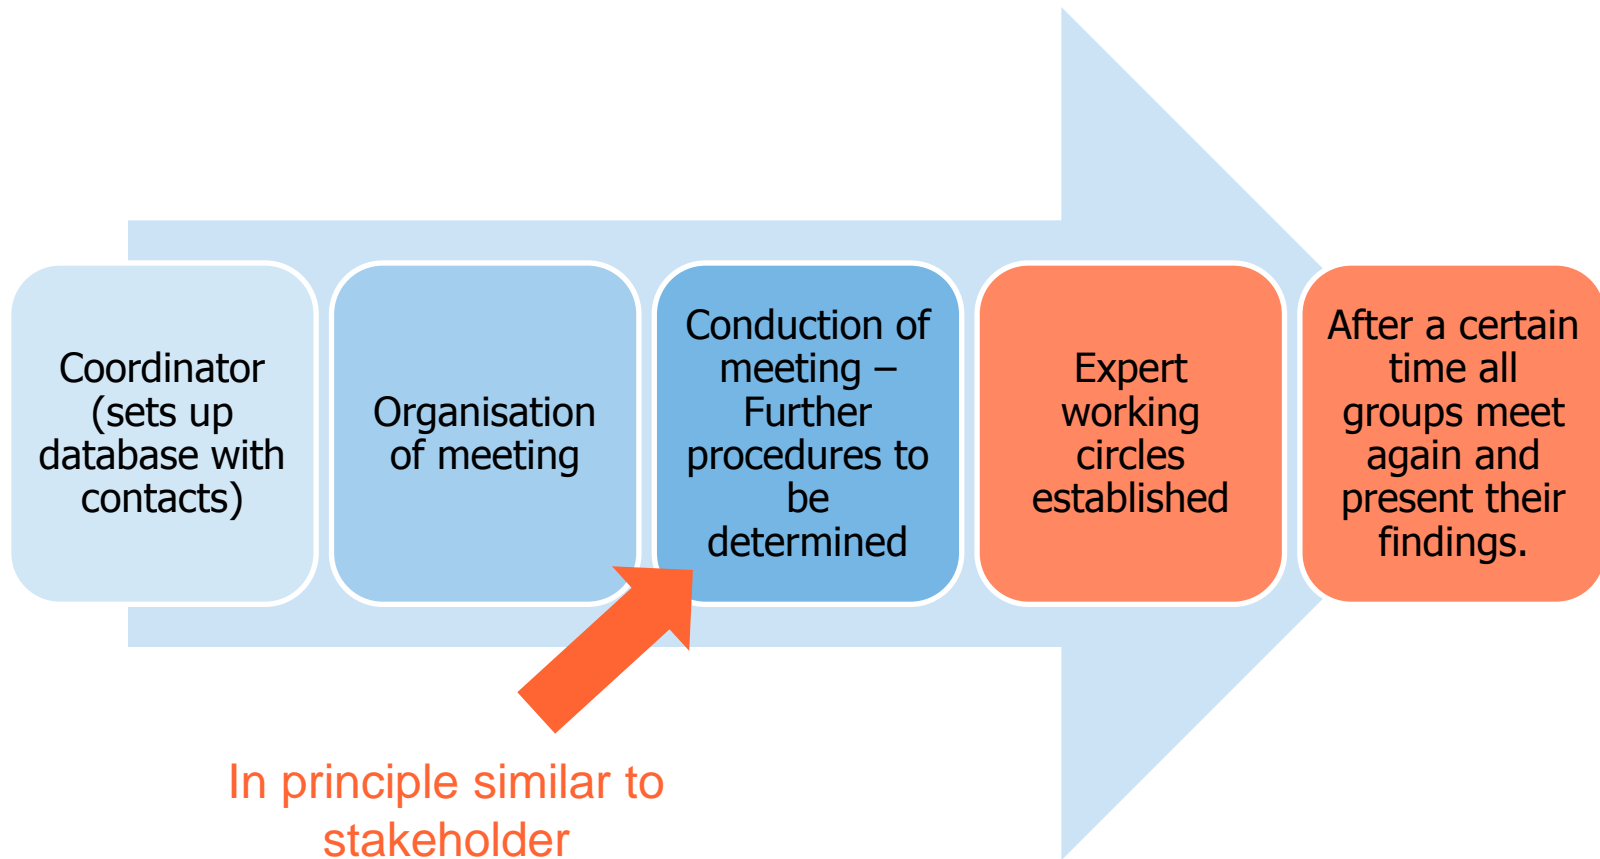 Coordinator
(sets up
database with
contacts)
Organisation
of meeting
Conduction of
meeting –
Further
procedures to
be
determined
Expert
working
circles
established
After a certain
time all
groups meet
again and
present their
findings.
In principle similar to
stakeholder